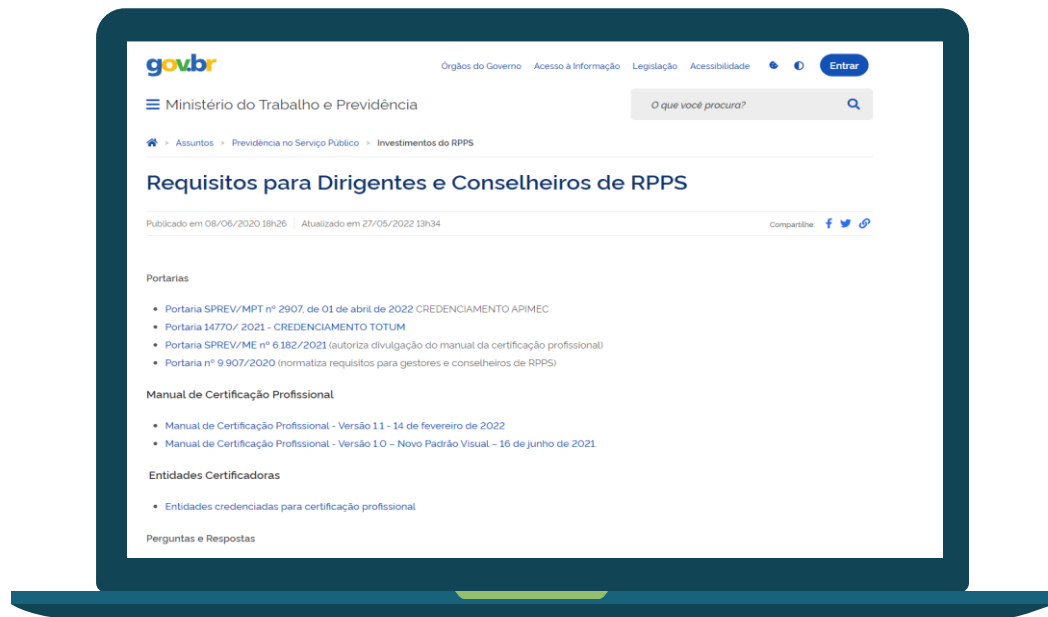 gov.br
Órgãos do Governo Acesso à Informação Legislação Acessibilidade Entrar
Ministério do Trabalho e Previdência O que você procura?
> Assuntos > Previdência no Serviço Público > Investimentos do RPPS
Requisitos para Dirigentes e Conselheiros de RPPS
Publicado em 08/06/2020 18h26 Atualizado em 27/05/2022 13h34 Compartilhe:
Portarias
• Portaria SPREV/MPT nº 2907, de 01 de abril de 2022 CREDENCIAMENTO APIMEC
• Portaria 14770/ 2021 - CREDENCIAMENTO TOTUM
• Portaria SPREV/ME nº 6.182/2021 (autoriza divulgação do manual da certificação profissional)
• Portaria nº 9.907/2020 (normatiza requisitos para gestores e conselheiros de RPPS)
Manual de Certificação Profissional
• Manual de Certificação Profissional - Versão 1.1 - 14 de fevereiro de 2022
• Manual de Certificação Profissional - Versão 1.0 – Novo Padrão Visual – 16 de junho de 2021.
Entidades Certificadoras
• Entidades credenciadas para certificação profissional
Perguntas e Respostas